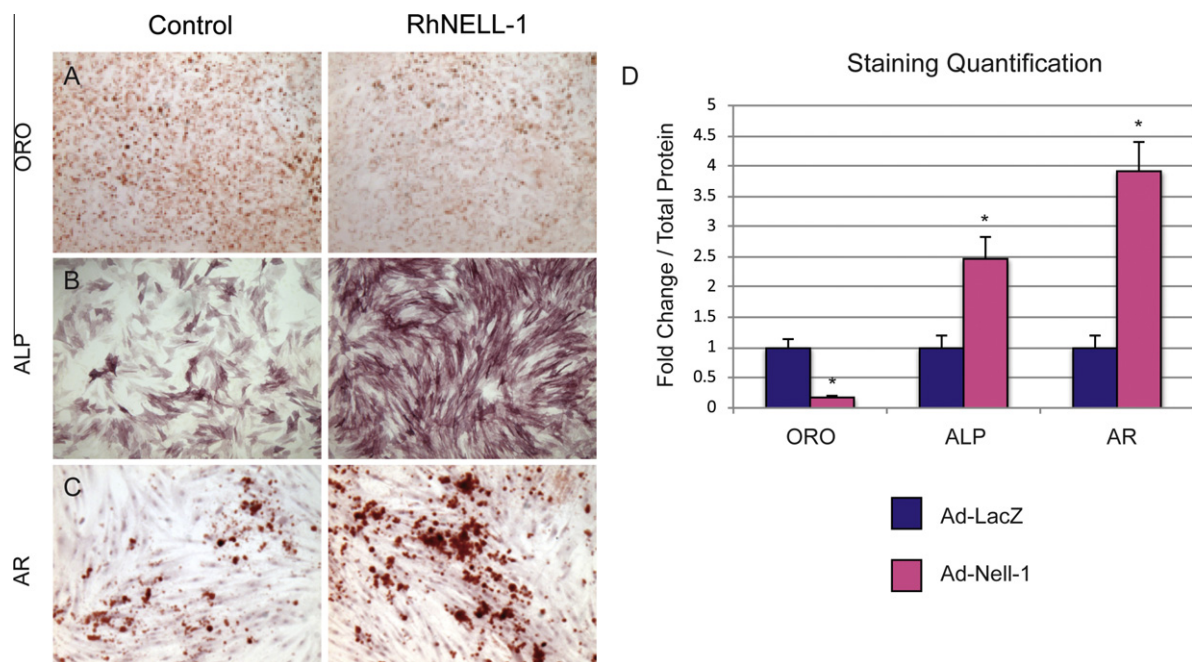 Control
RhNELL-1
ORO
A
ALP
B
AR
C
D
Staining Quantification
Fold Change / Total Protein
5
4.5
4
3.5
3
2.5
2
1.5
1
0.5
0
*
*
*
ORO
ALP
AR
Ad-LacZ
Ad-Nell-1